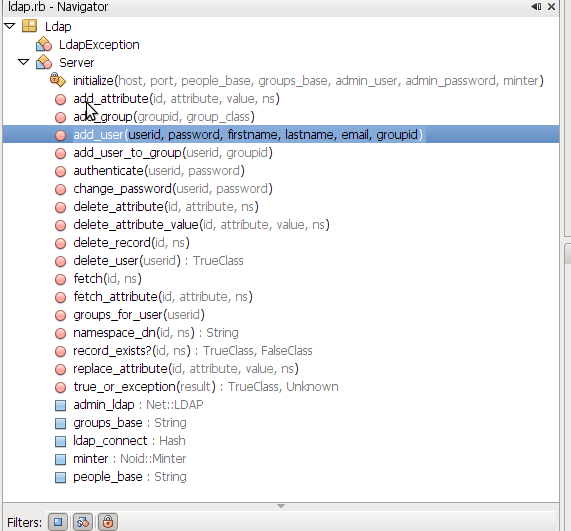 ldap.rb - Navigator
Ldap
LdapException
Server
initialize(host, port, people_base, groups_base, admin_user, admin_password, minter)
add_attribute(id, attribute, value, ns)
add_group(groupid, group_class)
add_user(userid, password, firstname, lastname, email, groupid)
add_user_to_group(userid, groupid)
authenticate(userid, password)
change_password(userid, password)
delete_attribute(id, attribute, ns)
delete_attribute_value(id, attribute, value, ns)
delete_record(id, ns)
delete_user(userid) : TrueClass
fetch(id, ns)
fetch_attribute(id, attribute, ns)
groups_for_user(userid)
namespace_dn(id, ns) : String
record_exists?(id, ns) : TrueClass, FalseClass
replace_attribute(id, attribute, value, ns)
true_or_exception(result) : TrueClass, Unknown
admin_ldap : Net::LDAP
groups_base : String
ldap_connect : Hash
minter : Noid::Minter
people_base : String
Filters: